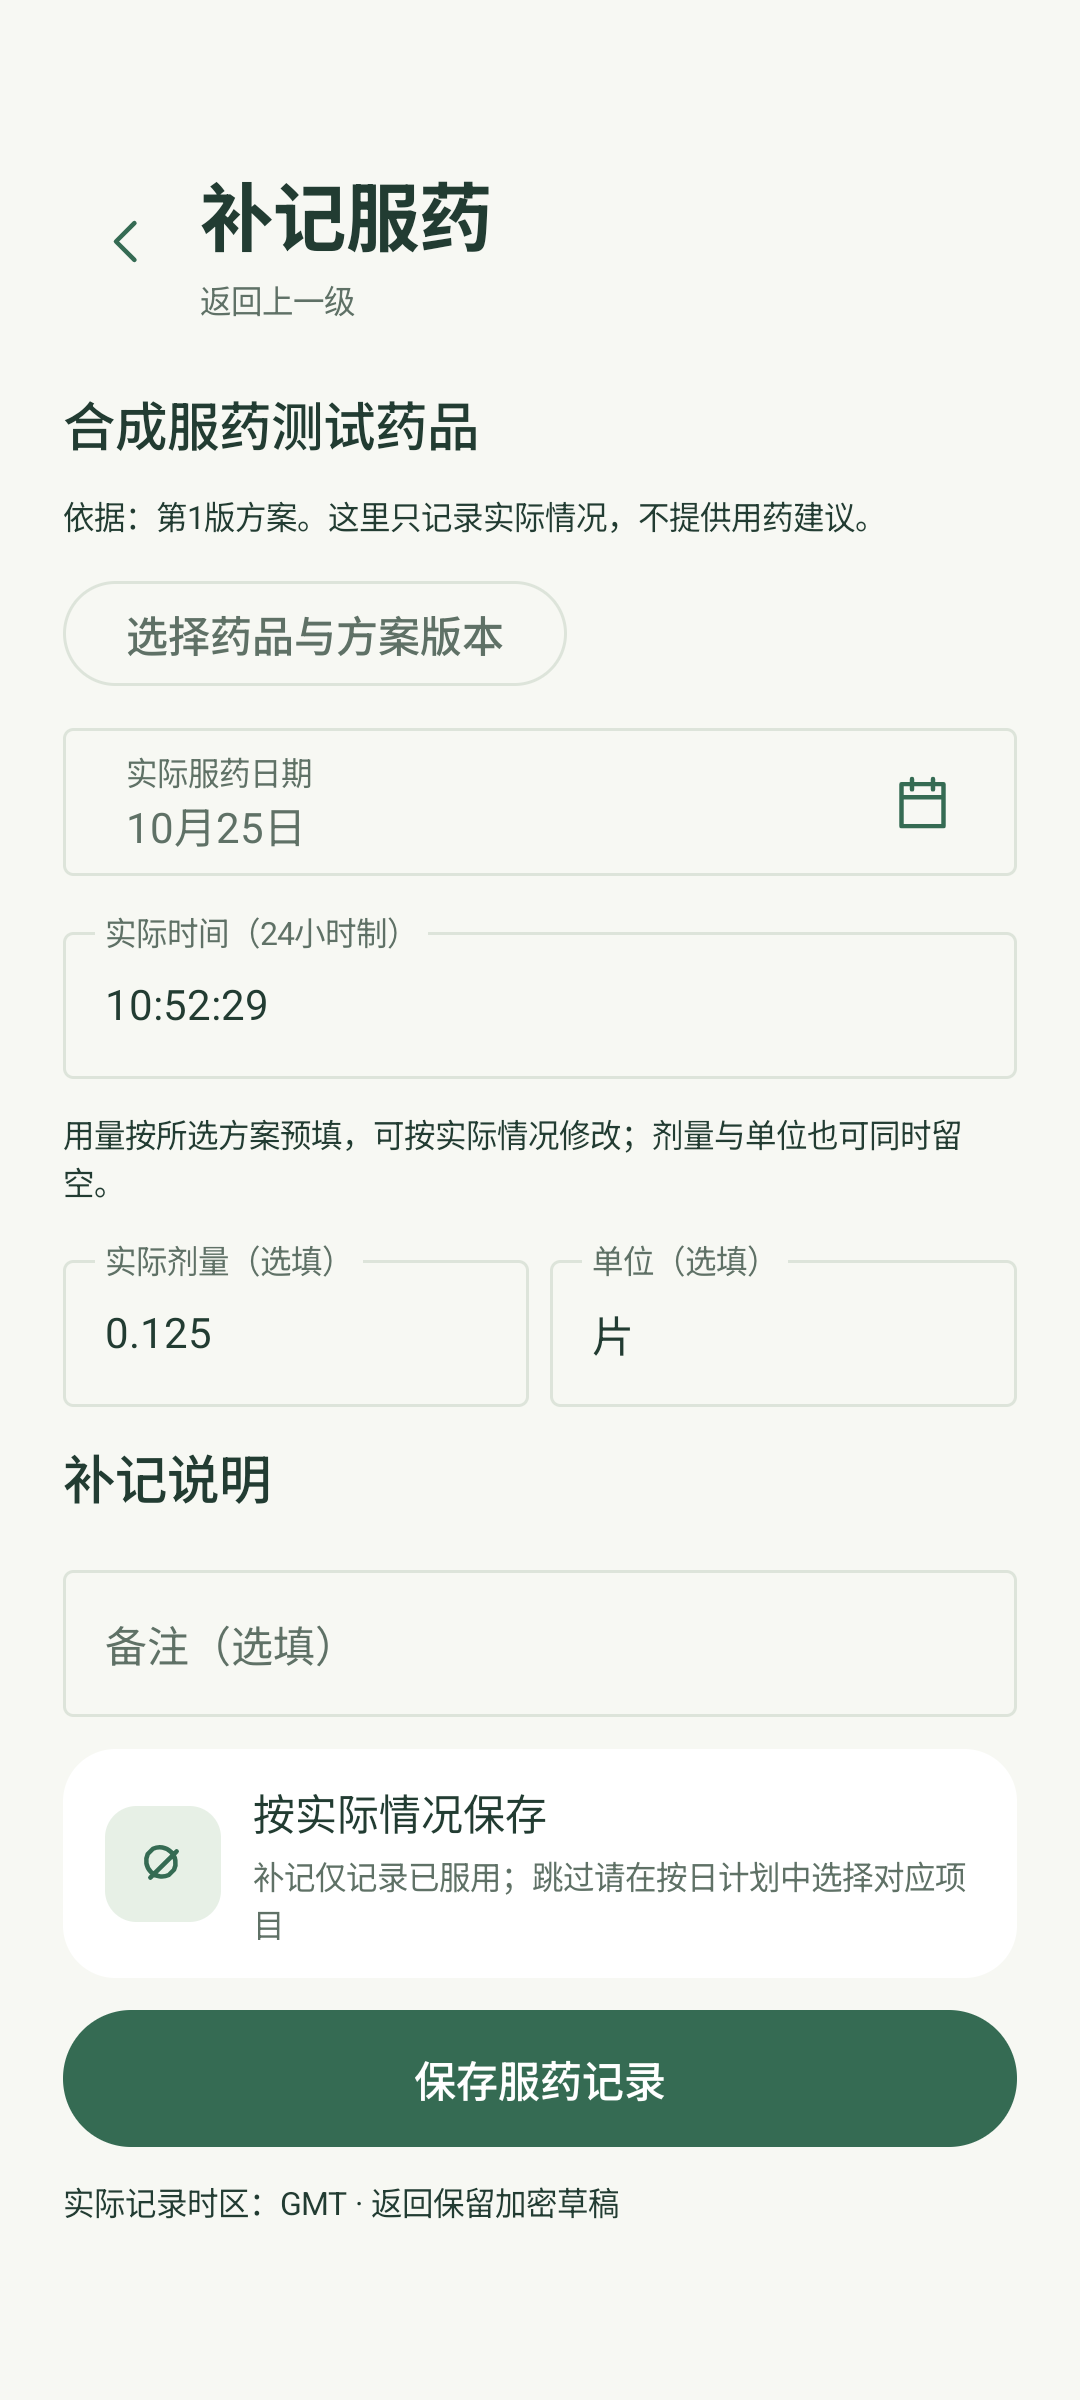 补记服药
返回上一级
合成服药测试药品
依据：第1版方案。这里只记录实际情况，不提供用药建议。
选择药品与方案版本
实际服药日期
10月25日
实际时间（24小时制）
10:52:29
用量按所选方案预填，可按实际情况修改；剂量与单位也可同时留
空。
实际剂量（选填）
0.125
单位（选填）
片
补记说明
备注（选填）
按实际情况保存
补记仅记录已服用；跳过请在按日计划中选择对应项
目
保存服药记录
实际记录时区：GMT · 返回保留加密草稿